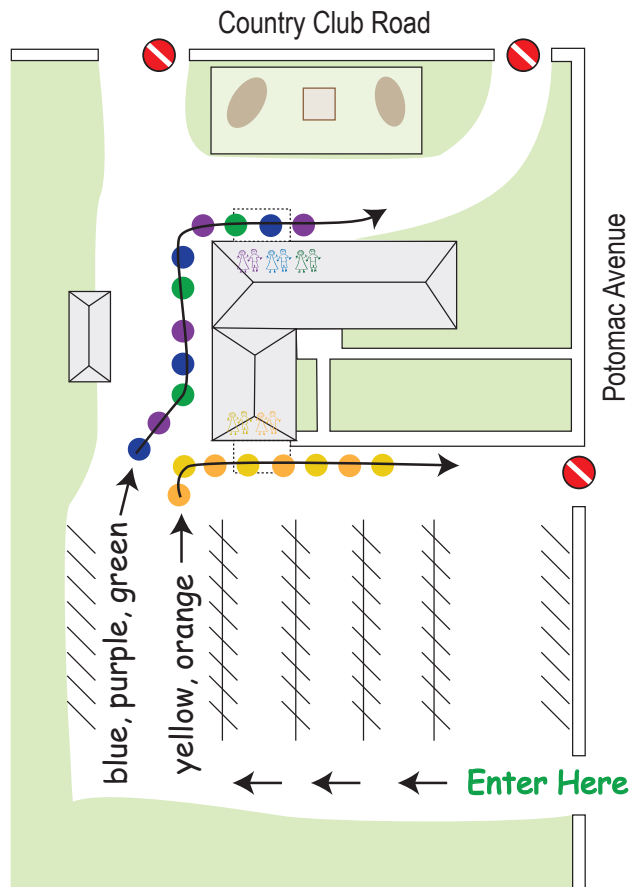 Country Club Road
Potomac Avenue
blue, purple, green
yellow, orange
Enter Here